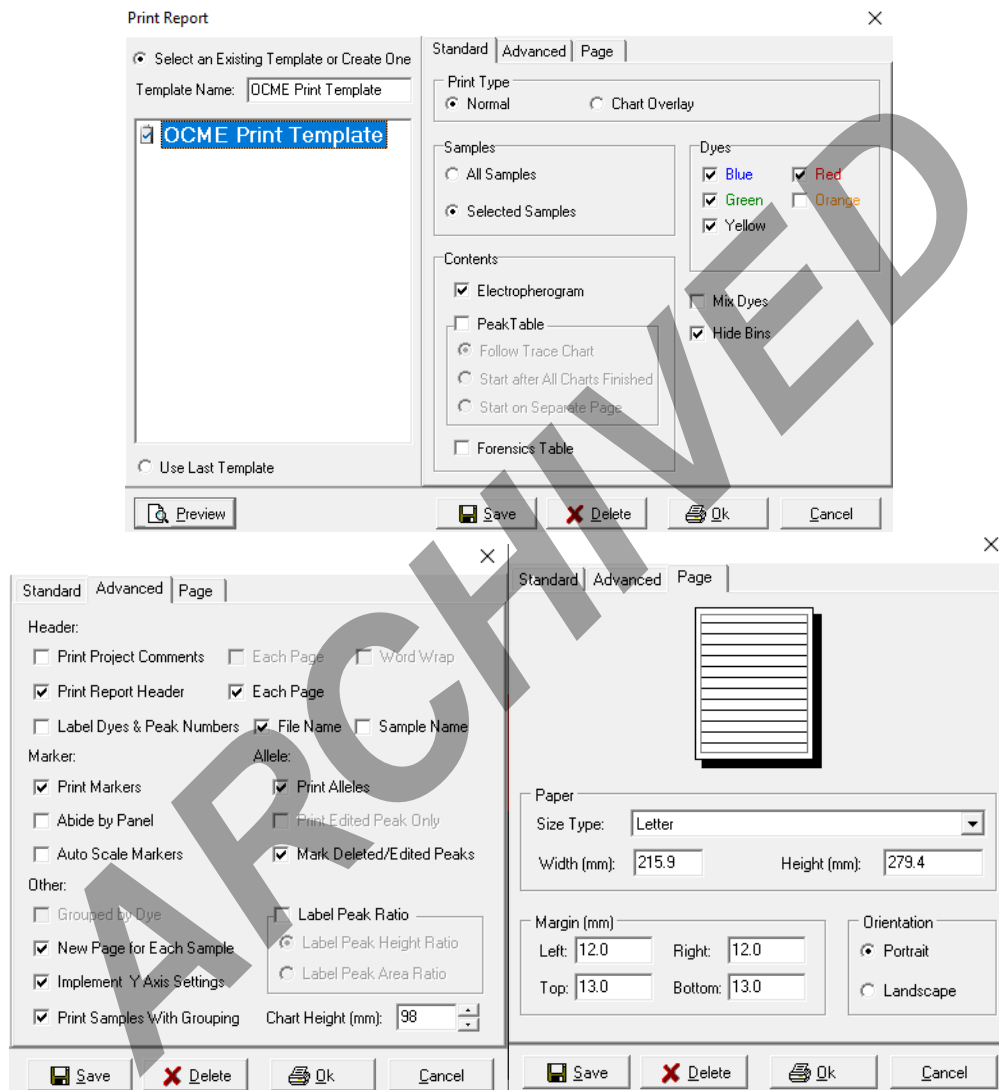 Print Report
Select an Existing Template or Create One
Template Name: OCME Print Template
OCME Print Template
Use Last Template
Preview
Standard Advanced Page
Print Type
Normal Chart Overlay
Samples
All Samples
Selected Samples
Dyes
Blue Red
Green Orange
Yellow
Contents
Electropherogram
PeakTable
Follow Trace Chart
Start after All Charts Finished
Start on Separate Page
Forensics Table
Mix Dyes
Hide Bins
Save Delete Ok Cancel
Standard Advanced Page
Header:
Print Project Comments Each Page Word Wrap
Print Report Header Each Page
Label Dyes & Peak Numbers File Name Sample Name
Marker: Allele:
Print Markers Print Alleles
Abide by Panel Print Edited Peak Only
Auto Scale Markers Mark Deleted/Edited Peaks
Other:
Grouped by Dye Label Peak Ratio
New Page for Each Sample Label Peak Height Ratio
Implement Y Axis Settings Label Peak Area Ratio
Print Samples With Grouping Chart Height (mm): 98
Save Delete Ok Cancel
Standard Advanced Page
Paper
Size Type: Letter
Width (mm): 215.9 Height (mm): 279.4
Margin (mm)
Left: 12.0 Right: 12.0
Top: 13.0 Bottom: 13.0
Orientation
Portrait
Landscape
Save Delete Ok Cancel
ARCHIVED